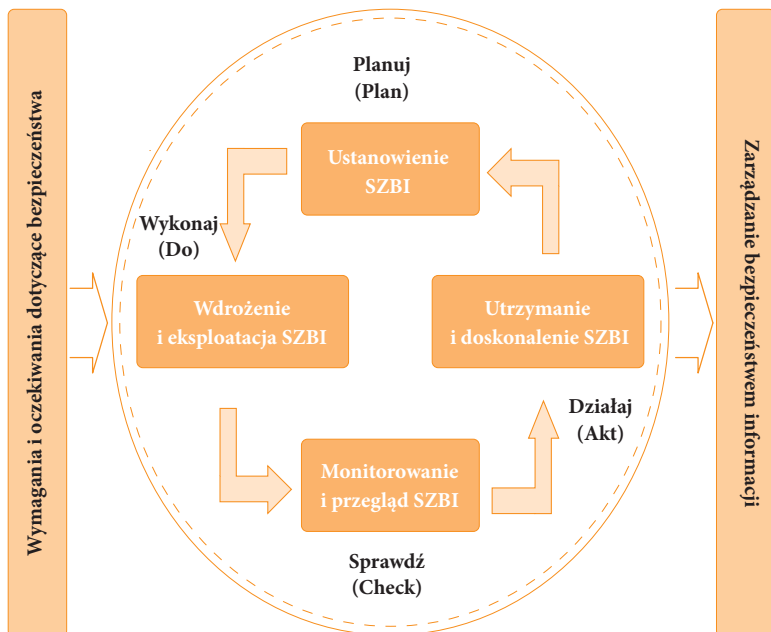 Wymagania i oczekiwania dotyczące bezpieczeństwa
Planuj
(Plan)
Ustanowienie
SZBI
Wykonaj
(Do)
Wdrożenie
i eksploatacja SZBI
Utrzymanie
i doskonalenie SZBI
Działaj
(Akt)
Monitorowanie
i przegląd SZBI
Sprawdź
(Check)
Zarządzanie bezpieczeństwem informacji